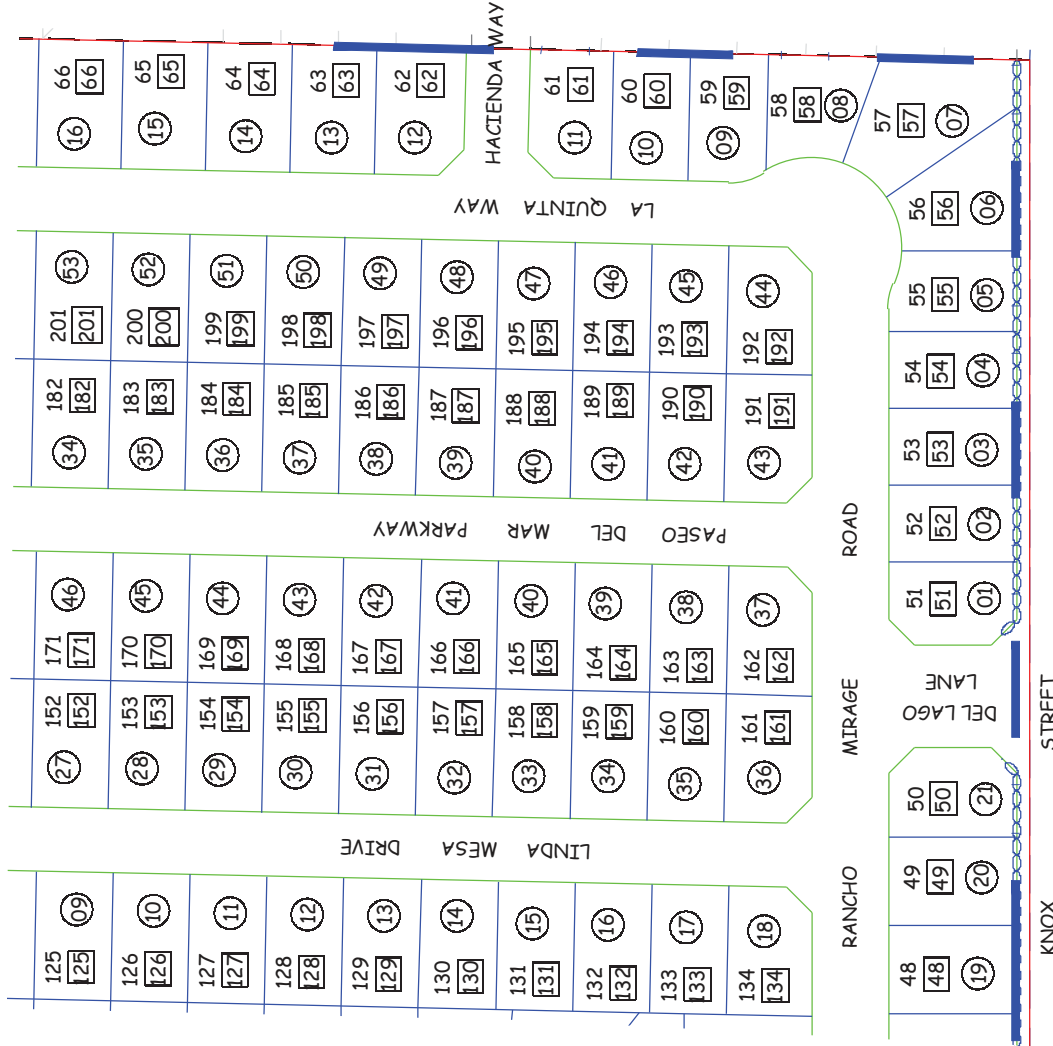 HACIENDA WAY
66 66 16
65 65 15
64 64 14
63 63 13
62 62 12
61 61 11
60 60 10
59 59 09
58 58 08
57 57 07
56 56 06
55 55 05
54 54 04
53 53 03
52 52 02
51 51 01
LA QUINTA WAY
53 201 201
52 200 200
51 199 199
50 198 198
49 197 197
48 196 196
47 195 195
46 194 194
45 193 193
44 192 192
182 182 34
183 183 35
184 184 36
185 185 37
186 186 38
187 187 39
188 188 40
189 189 41
190 190 42
191 191 43
PASEO DEL MAR PARKWAY
46 171 171
45 170 170
44 169 169
43 168 168
42 167 167
41 166 166
40 165 165
39 164 164
38 163 163
37 162 162
152 152 27
153 153 28
154 154 29
155 155 30
156 156 31
157 157 32
158 158 33
159 159 34
160 160 35
161 161 36
LINDA MESA DRIVE
09 125 125
10 126 126
11 127 127
12 128 128
13 129 129
14 130 130
15 131 131
16 132 132
17 133 133
18 134 134
RANCHO MIRAGE ROAD
DEL LAGO
LANE
50 50 21
49 49 20
48 48 19
KNOX STREET